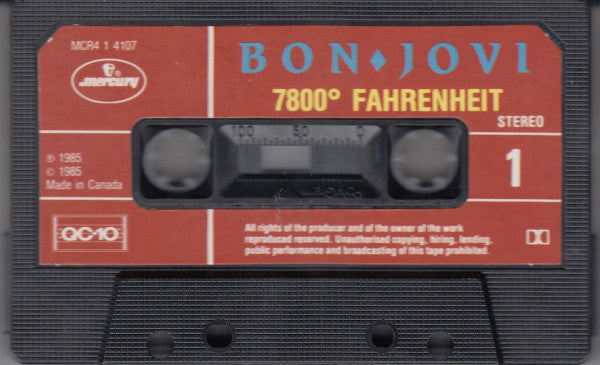 MCR4 1 4107
mercury
BON♦JOVI
7800° FAHRENHEIT
STEREO
1
100 50 0
℗ 1985
© 1985
Made in Canada
QC-10
All rights of the producer and of the owner of the work
reproduced reserved. Unauthorised copying, hiring, lending.
public performance and broadcasting of this tape prohibited.